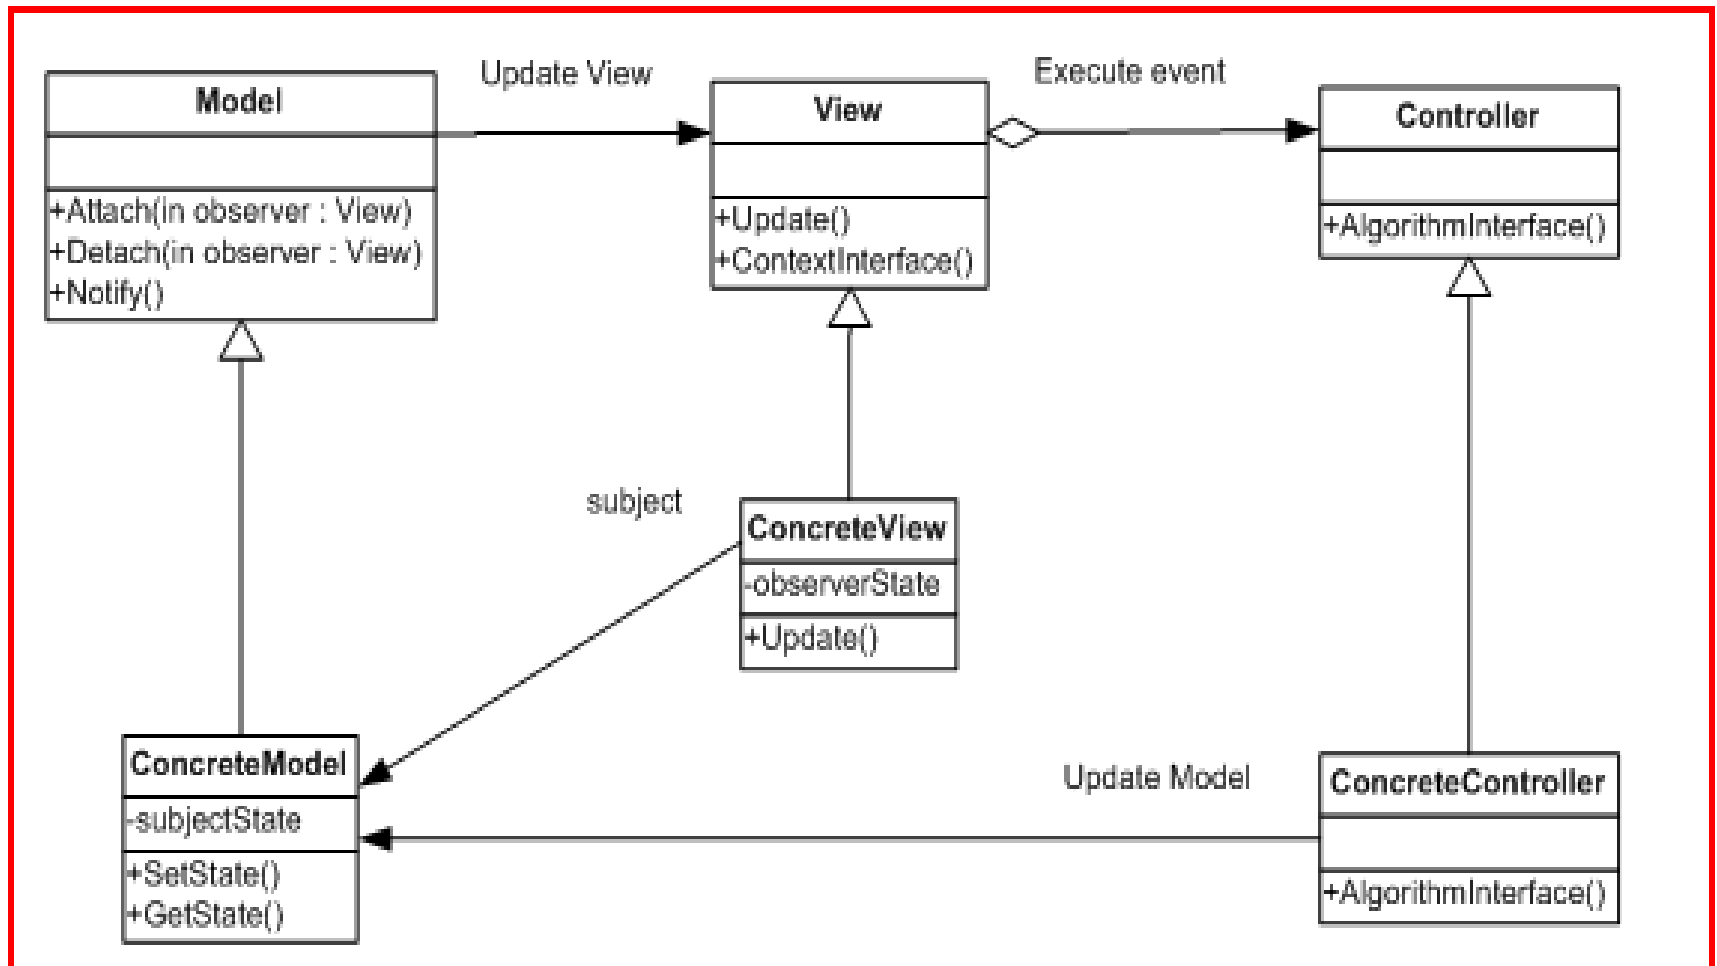 Model
+Attach(in observer : View)
+Detach(in observer : View)
+Notify()
Update View
View
+Update()
+ContextInterface()
Execute event
Controller
+AlgorithmInterface()
subject
ConcreteView
-observerState
+Update()
ConcreteModel
-subjectState
+SetState()
+GetState()
Update Model
ConcreteController
+AlgorithmInterface()